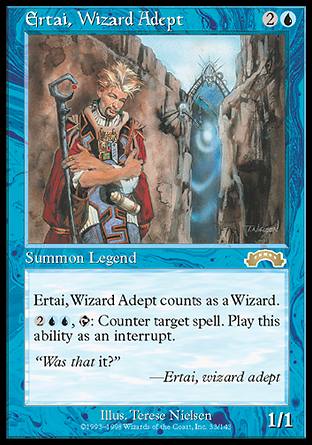 Ertai, Wizard Adept 2
Summon Legend
Ertai, Wizard Adept counts as a Wizard.
2, : Counter target spell. Play this
ability as an interrupt.
“Was that it?”
—Ertai, wizard adept
Illus. Terese Nielsen
©1993–1998 Wizards of the Coast, Inc. 33/143
1/1